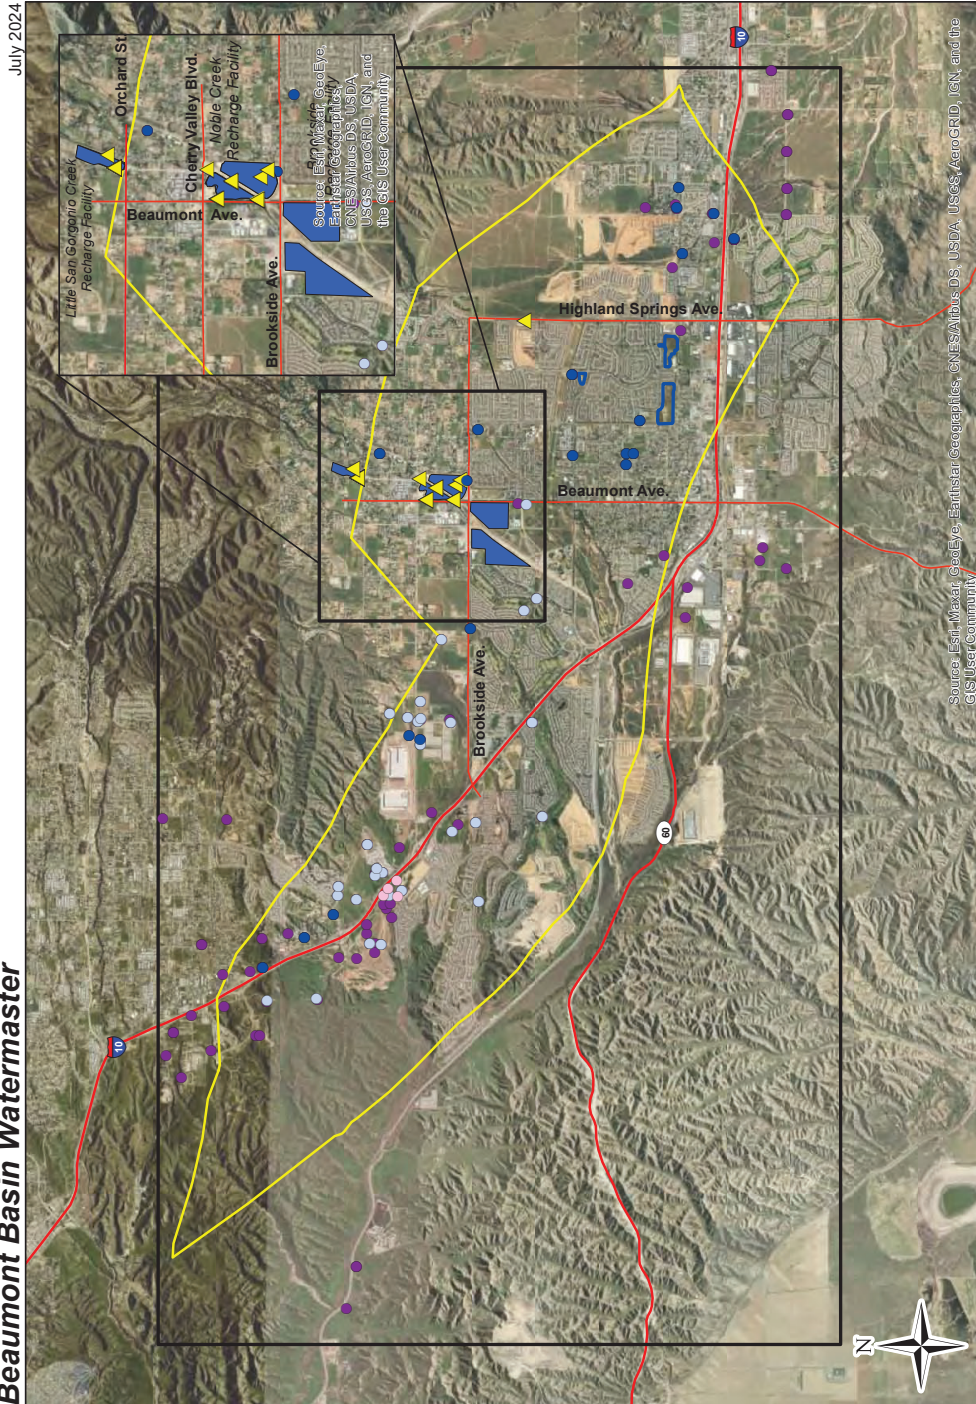 Beaumont Basin Watermaster
July 2024
Orchard St.
Little San Gorgonio Creek
Recharge Facility
Cherry Valley Blvd.
Noble Creek
Recharge Facility
Beaumont Ave.
Brookside Ave.
Brookside
Source: Esri, Maxar, GeoEye,
Earthstar Geographics,
CNES/Airbus DS, USDA,
USGS, AeroGRID, IGN, and
the GIS User Community
10
Highland Springs Ave.
Beaumont Ave.
Brookside Ave.
60
10
N
Source: Esri, Maxar, GeoEye, Earthstar Geographics, CNES/Airbus DS, USDA, USGS, AeroGRID, IGN, and the
GIS User Community